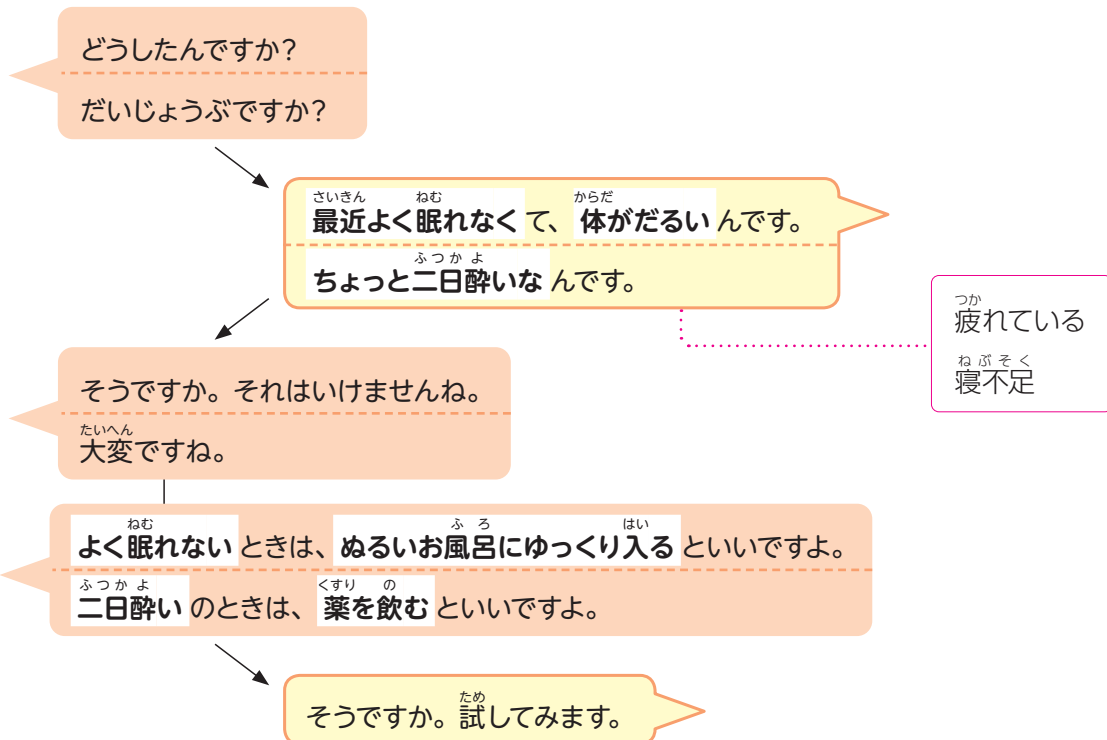 どうしたんですか？
だいじょうぶですか？
さいきん ねむ からだ
最近よく眠れなくて、体がだるいんです。
ふつかよ
ちょっと二日酔いなんです。
つか
疲れている
ねぶそく
寝不足
そうですか。それはいけませんね。
たいへん
大変ですね。
ねむ ふろ はい
よく眠れないときは、ぬるいお風呂にゆっくり入るといいですよ。
ふつかよ くすり の
二日酔いのときは、薬を飲むといいですよ。
ため
そうですか。試してみます。